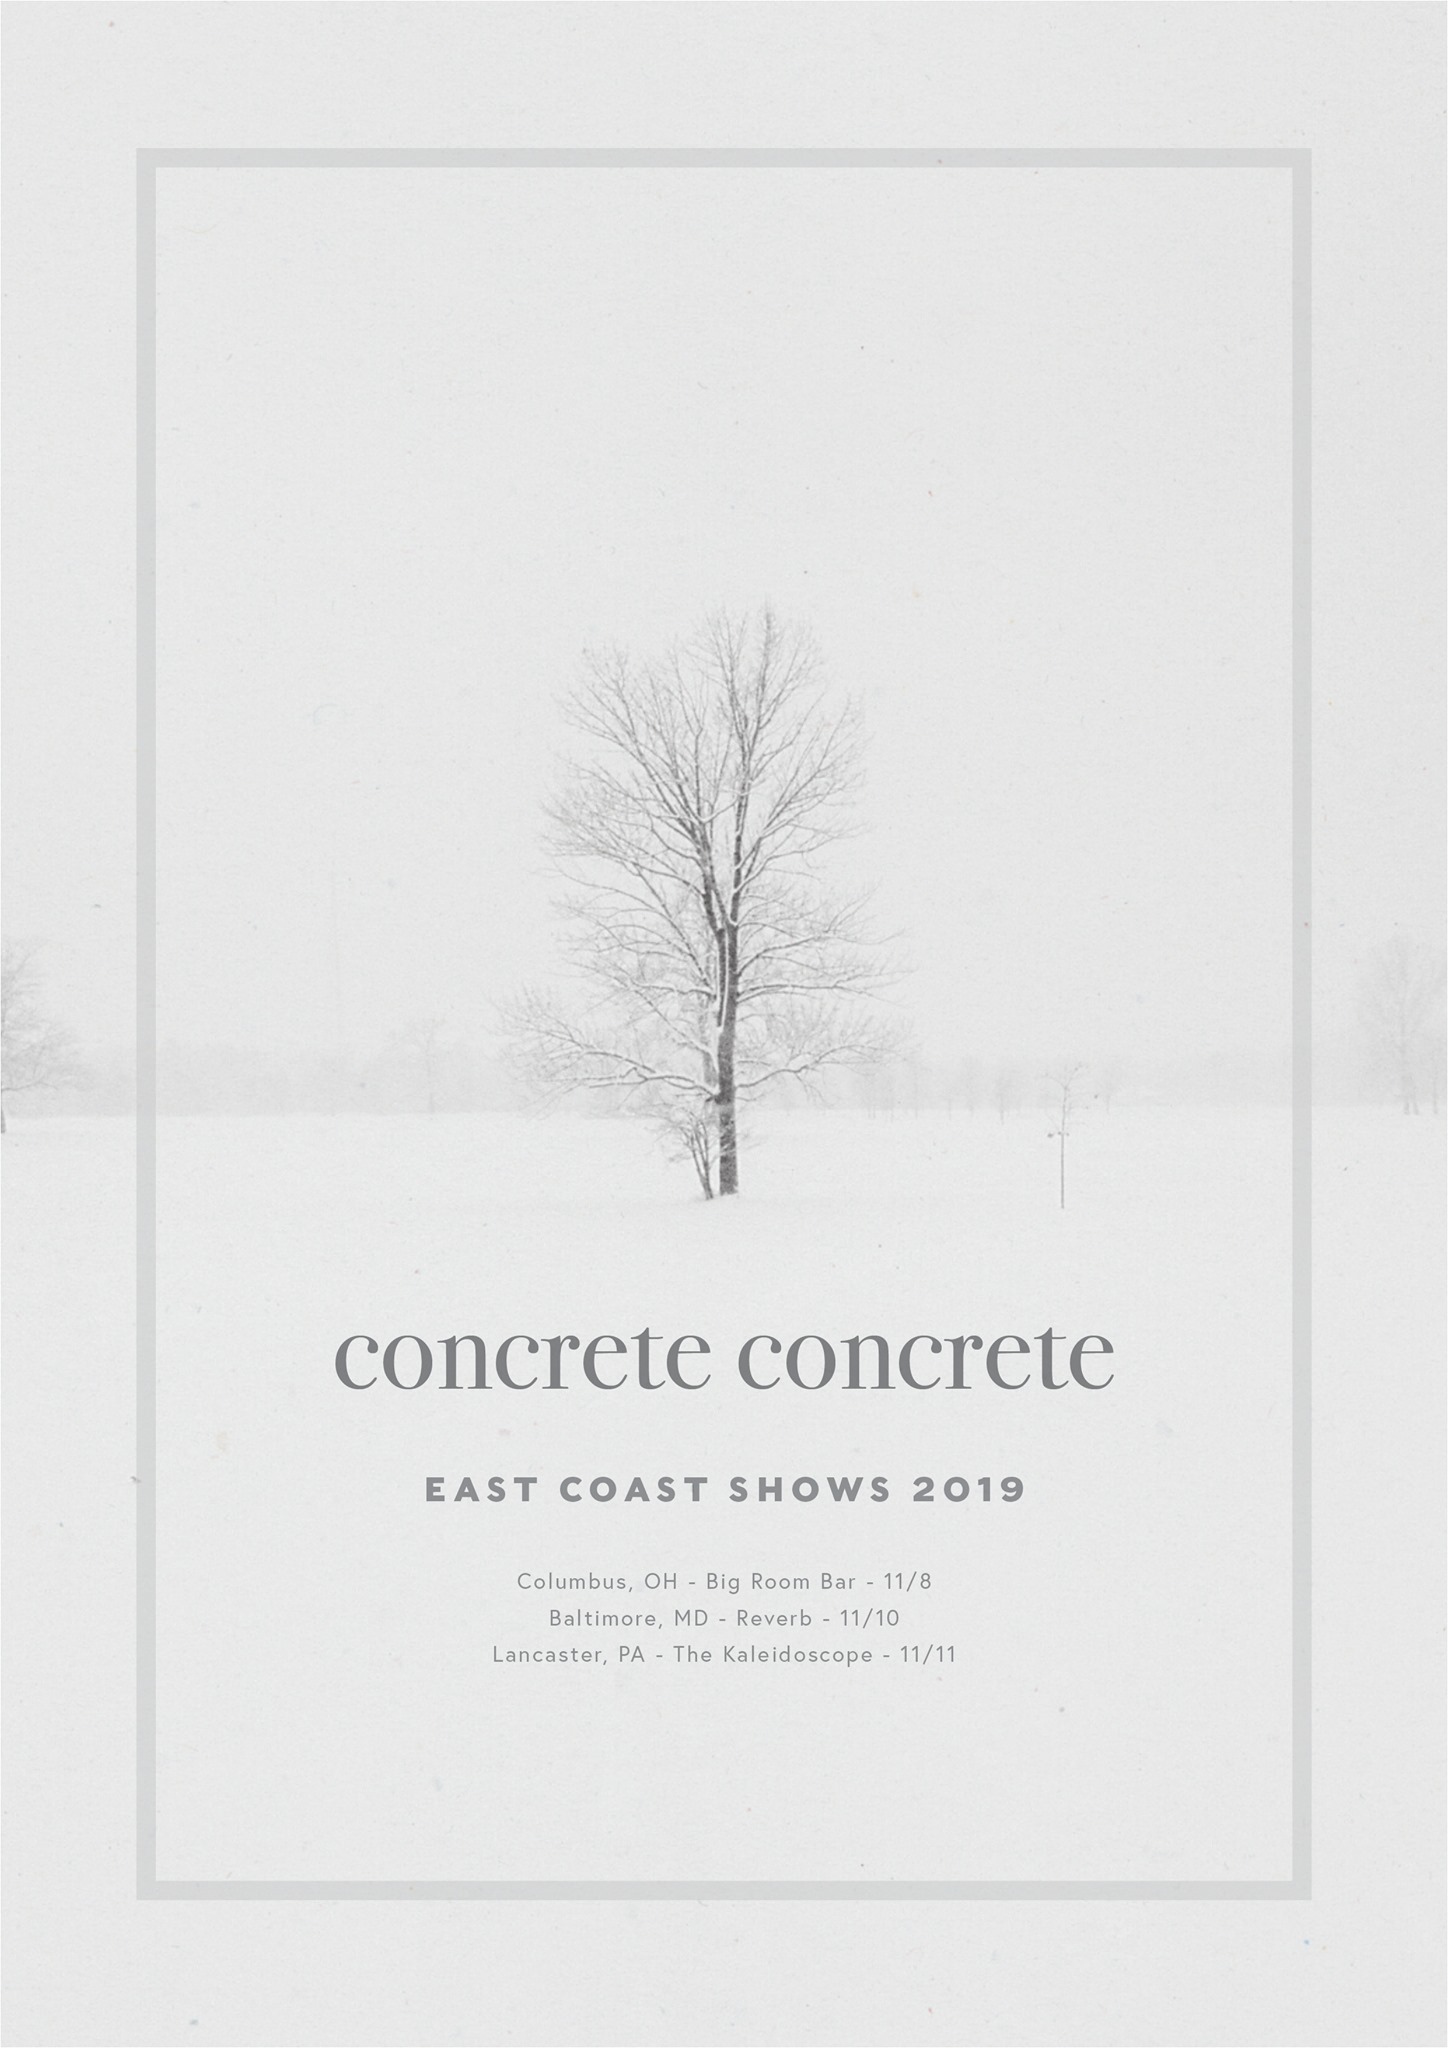 concrete concrete
EAST COAST SHOWS 2019
Columbus, OH - Big Room Bar - 11/8
Baltimore, MD - Reverb - 11/10
Lancaster, PA - The Kaleidoscope - 11/11